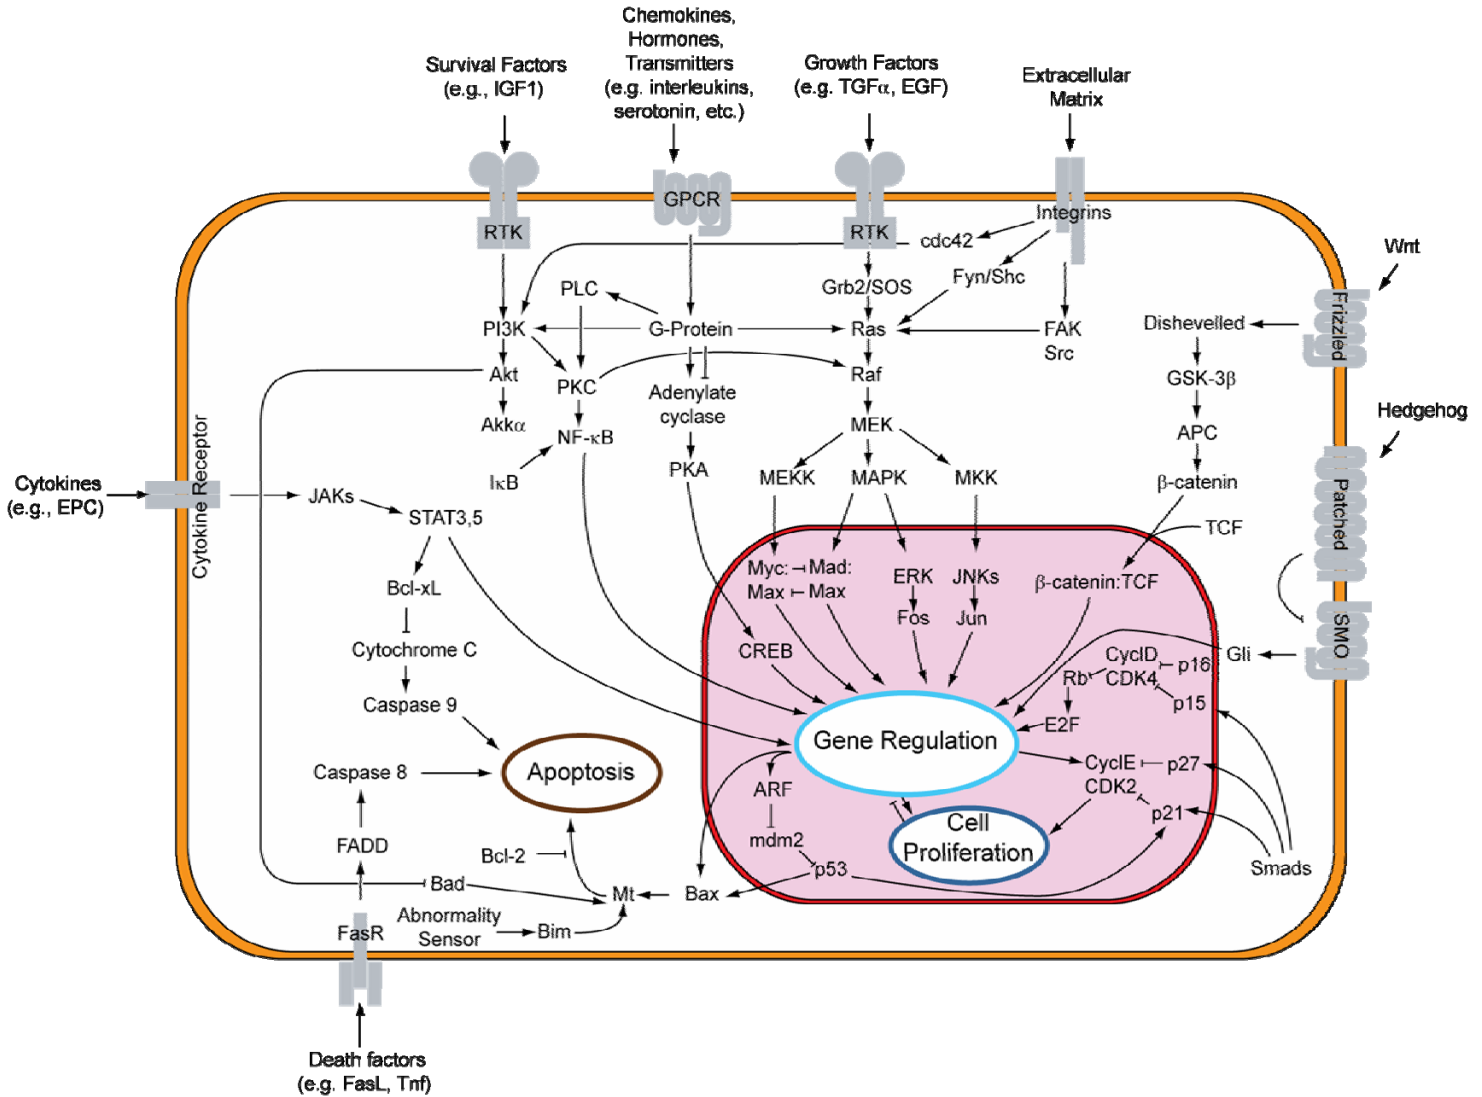 Chemokines,
Hormones,
Transmitters
(e.g. interleukins,
serotonin, etc.)
Survival Factors
(e.g., IGF1)
Growth Factors
(e.g. TGFα, EGF)
Extracellular
Matrix
RTK
GPCR
RTK
Integrins
cdc42
Fyn/Shc
Wnt
Frizzled
PLC
Grb2/SOS
PI3K
G-Protein
Ras
FAK
Src
Dishevelled
Akt
PKC
Adenylate
cyclase
Raf
GSK-3β
Akkα
NF-κB
MEK
APC
Hedgehog
Patched
IκB
PKA
MEKK
MAPK
MKK
β-catenin
TCF
Cytokines
(e.g., EPC)
Cytokine Receptor
JAKs
STAT3,5
Bcl-xL
Cytochrome C
Caspase 9
Myc:
Mad:
Max
Max
ERK
JNKs
β-catenin:TCF
Fos
Jun
CREB
SMO
Gli
CyclD
CDK4
p16
p15
Rb
E2F
Gene Regulation
CyclE
CDK2
p27
p21
Apoptosis
Caspase 8
ARF
mdm2
p53
Cell
Proliferation
Smads
FADD
Bcl-2
Bad
Mt
Bax
Abnormality
Sensor
Bim
FasR
Death factors
(e.g. FasL, Tnf)